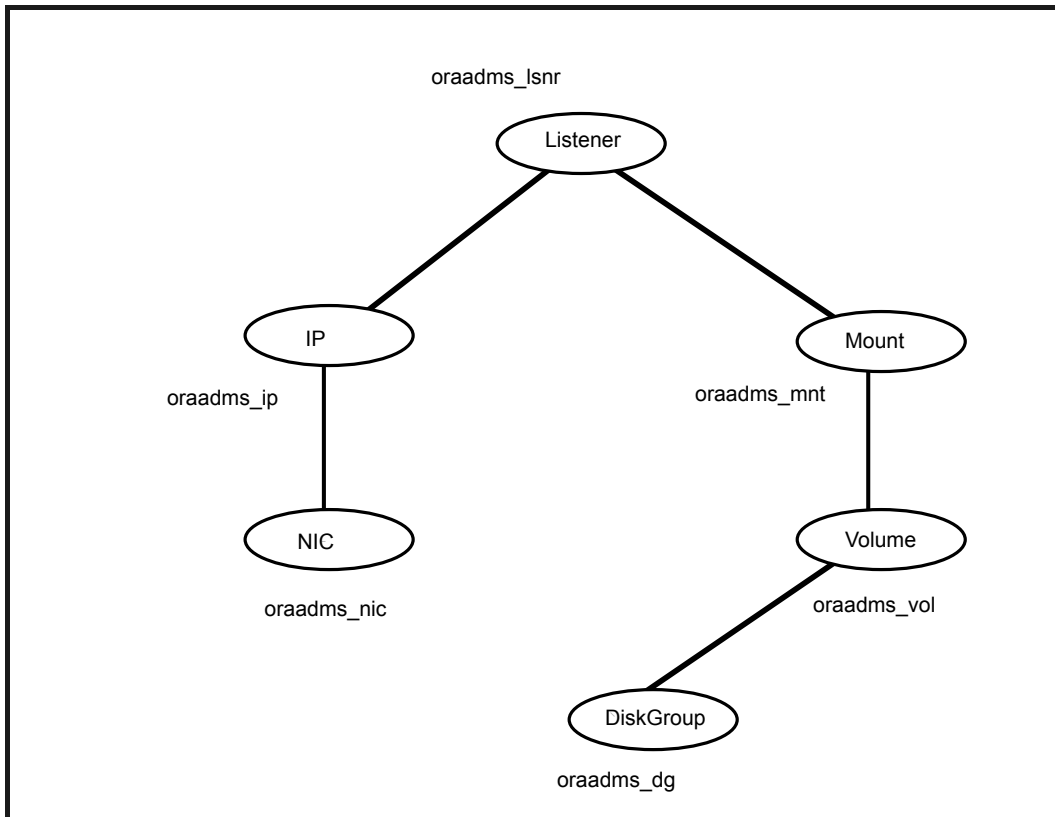 oraadms_lsnr
Listener
IP
Mount
oraadms_ip
oraadms_mnt
NIC
Volume
oraadms_nic
oraadms_vol
DiskGroup
oraadms_dg